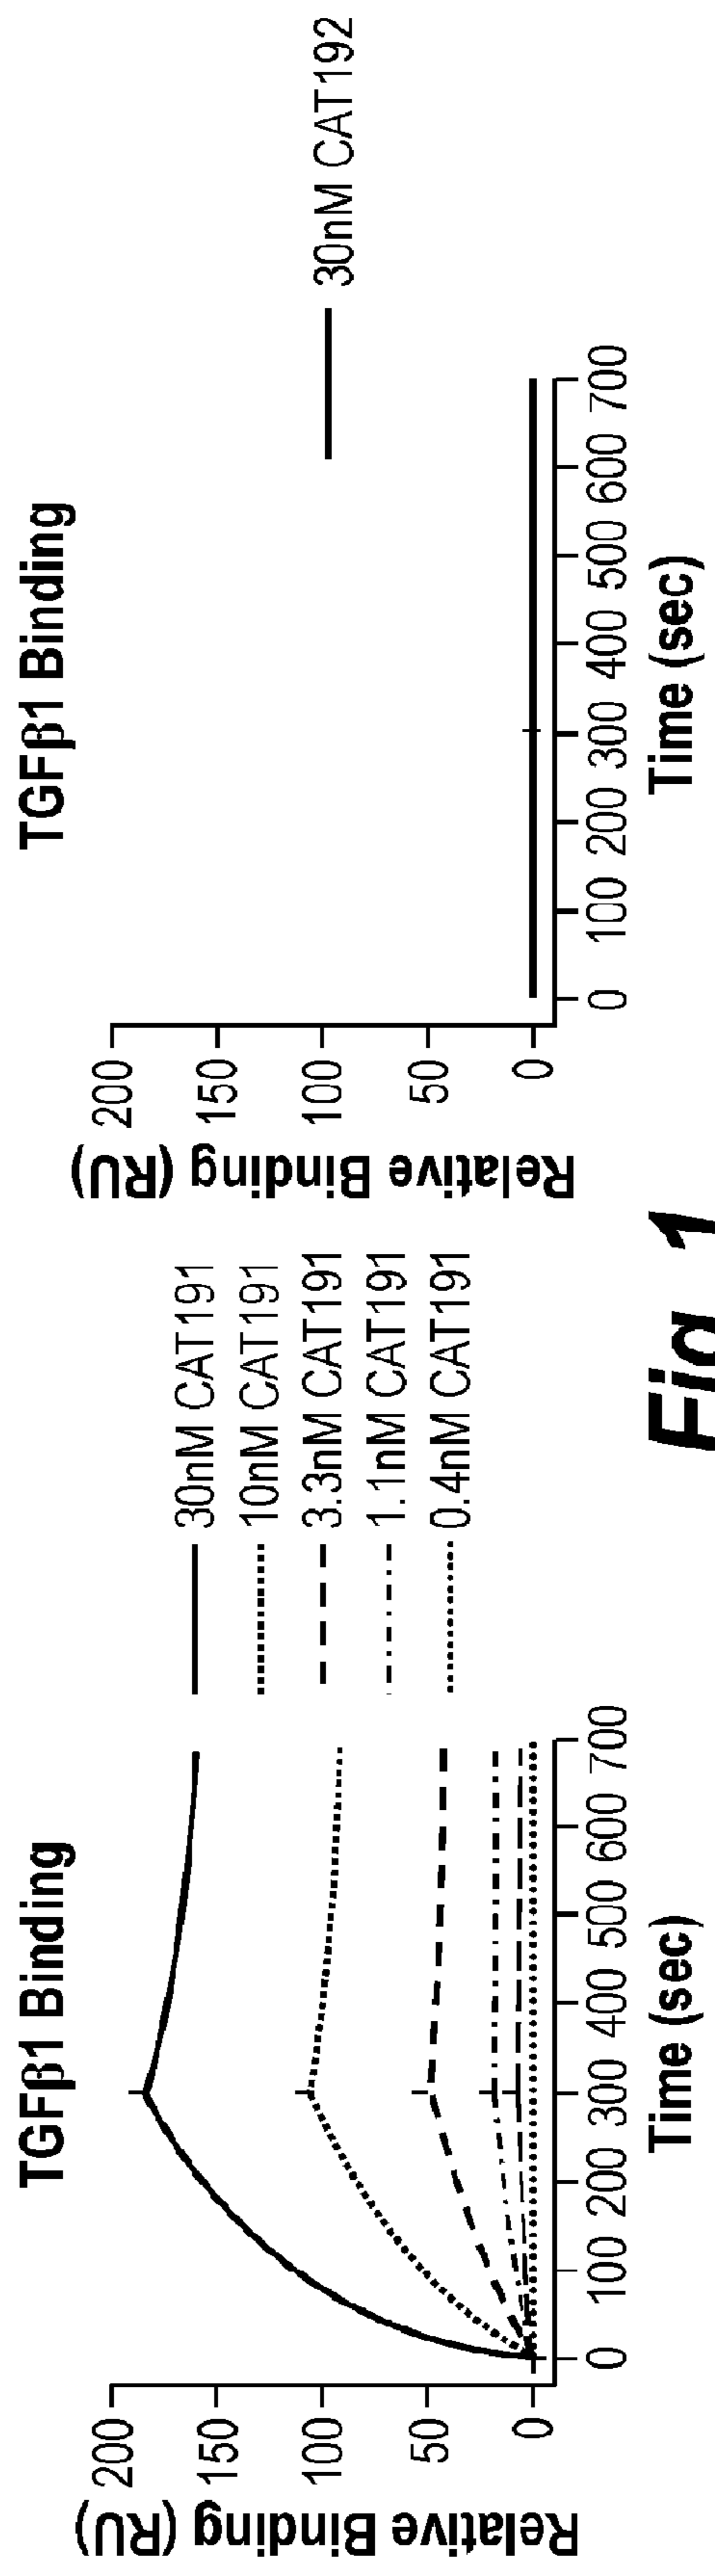 TGFβ1 Binding
Relative Binding (RU)
200
150
100
50
0
0 100 200 300 400 500 600 700
Time (sec)
30nM CAT191
10nM CAT191
3.3nM CAT191
1.1nM CAT191
0.4nM CAT191
TGFβ1 Binding
Relative Binding (RU)
200
150
100
50
0
0 100 200 300 400 500 600 700
Time (sec)
30nM CAT192
Fig. 1